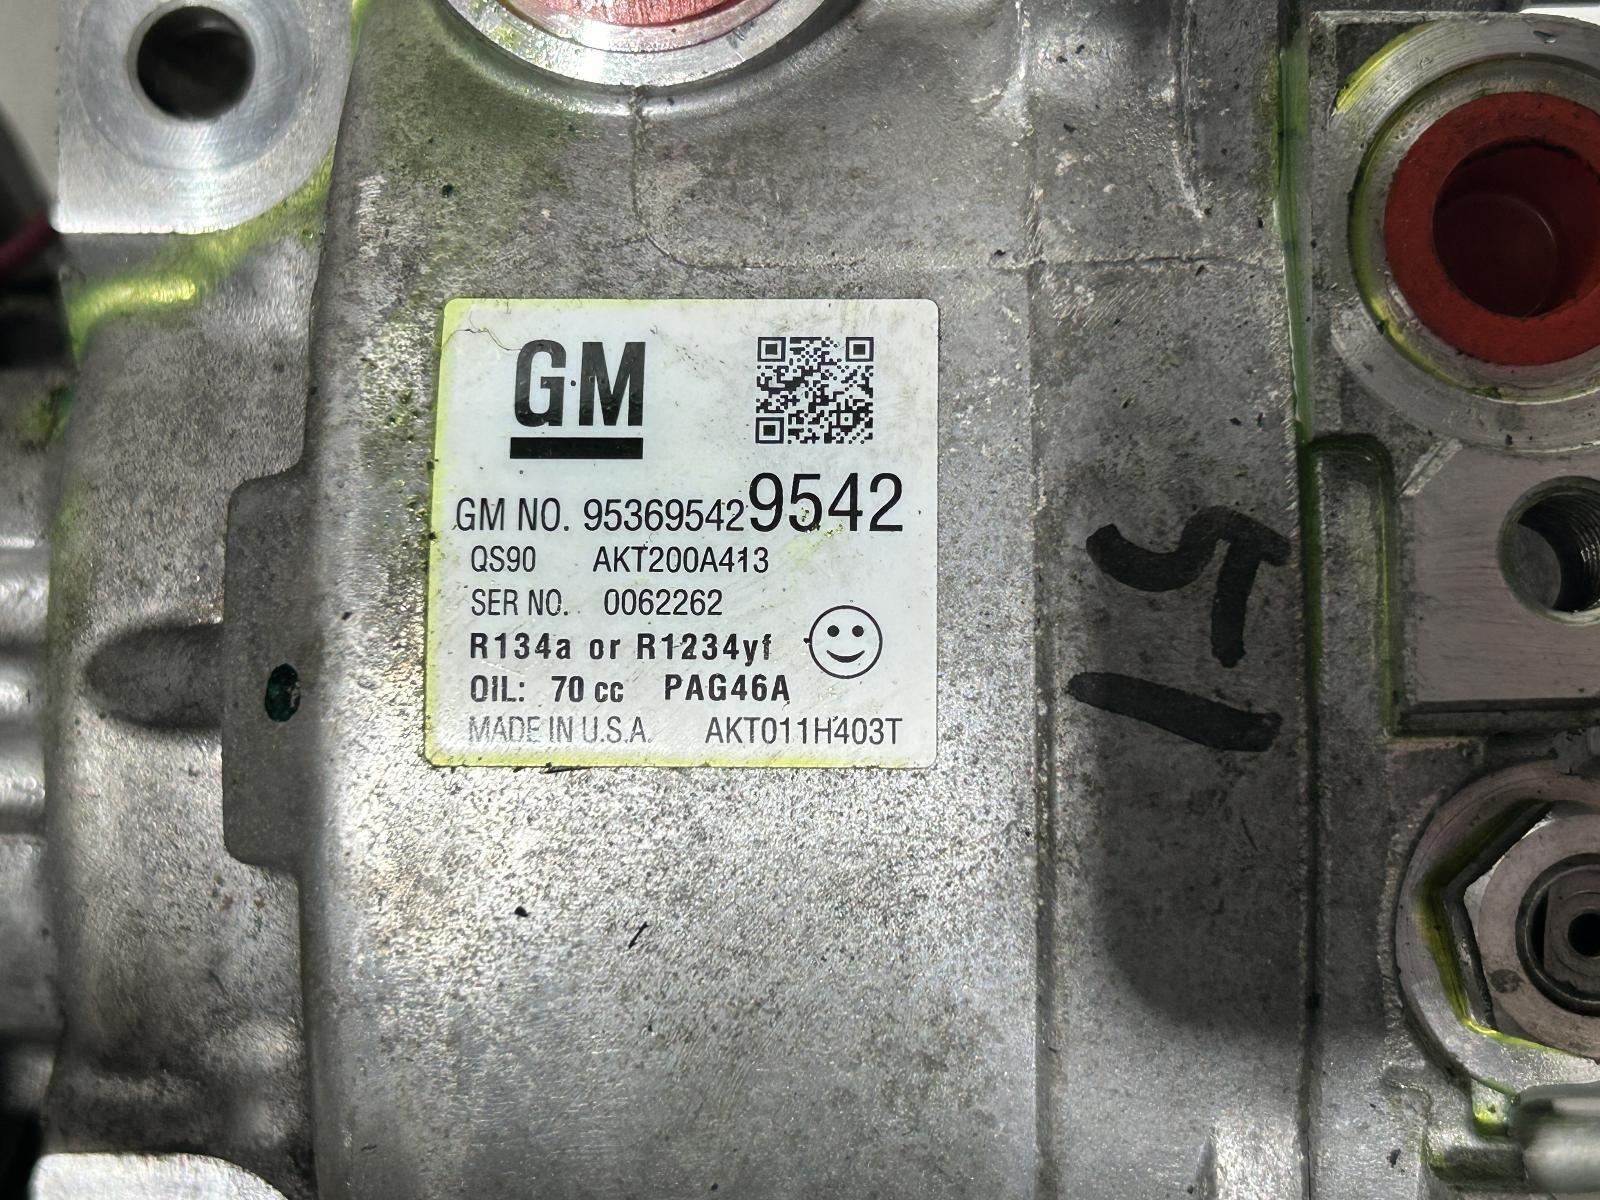 GM
GM NO. 95369542 9542
QS90 AKT200A413
SER NO. 0062262
R134a or R1234yf
OIL: 70 cc PAG46A
MADE IN U.S.A. AKT011H403T